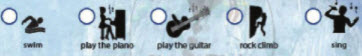 swim
play the piano
play the guitar
rock climb
sing